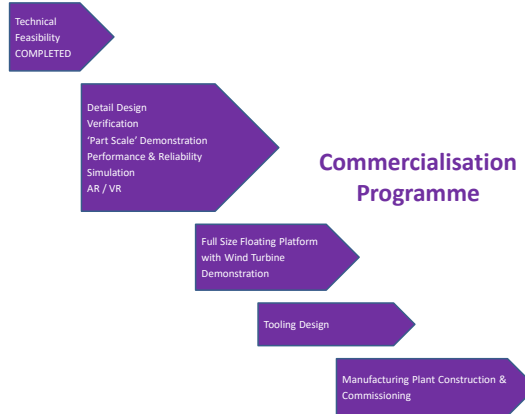 Technical
Feasibility
COMPLETED
Detail Design
Verification
‘Part Scale’ Demonstration
Performance & Reliability
Simulation
AR / VR
Commercialisation
Programme
Full Size Floating Platform
with Wind Turbine
Demonstration
Tooling Design
Manufacturing Plant Construction &
Commissioning